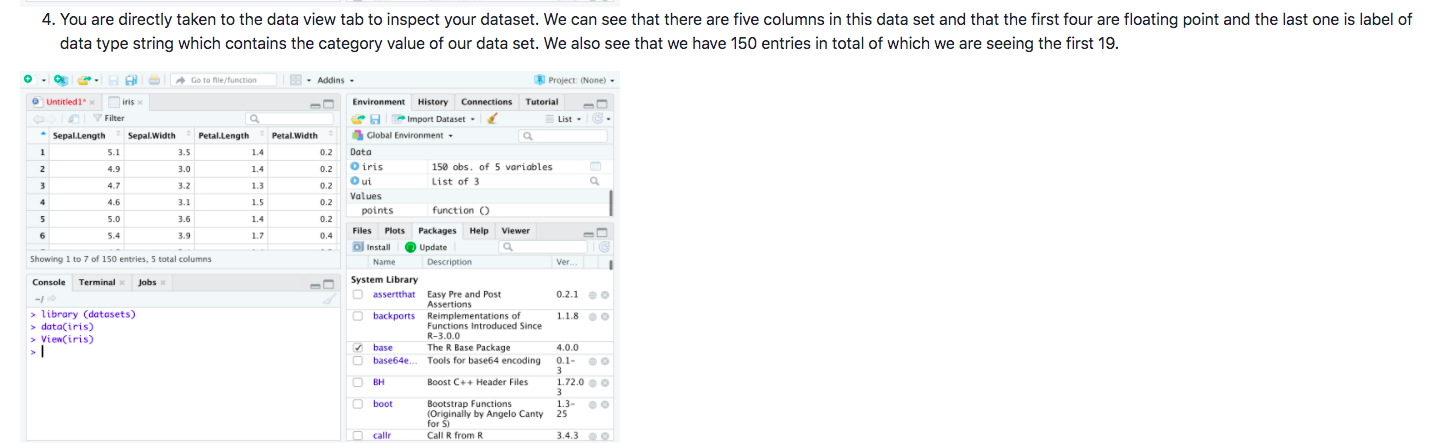 4. You are directly taken to the data view tab to inspect your dataset. We can see that there are five columns in this data set and that the first four are floating point and the last one is label of
data type string which contains the category value of our data set. We also see that we have 150 entries in total of which we are seeing the first 19.
Go to file/function
Addins
Project: (None)
Untitled1*
iris
Filter
Sepal.Length Sepal.Width Petal.Length Petal.Width
1 5.1 3.5 1.4 0.2
2 4.9 3.0 1.4 0.2
3 4.7 3.2 1.3 0.2
4 4.6 3.1 1.5 0.2
5 5.0 3.6 1.4 0.2
6 5.4 3.9 1.7 0.4
Showing 1 to 7 of 150 entries, 5 total columns
Console Terminal Jobs
~/
> library (datasets)
> data(iris)
> View(iris)
>
Environment History Connections Tutorial
Import Dataset
List
Global Environment
Data
iris 150 obs. of 5 variables
ui List of 3
Values
points function ()
Files Plots Packages Help Viewer
Install Update
Name Description Ver...
System Library
assertthat Easy Pre and Post 0.2.1
Assertions
backports Reimplementations of 1.1.8
Functions Introduced Since
R-3.0.0
base The R Base Package 4.0.0
base64e... Tools for base64 encoding 0.1-
3
BH Boost C++ Header Files 1.72.0
3
boot Bootstrap Functions 1.3-
(Originally by Angelo Canty 25
for S)
callr Call R from R 3.4.3